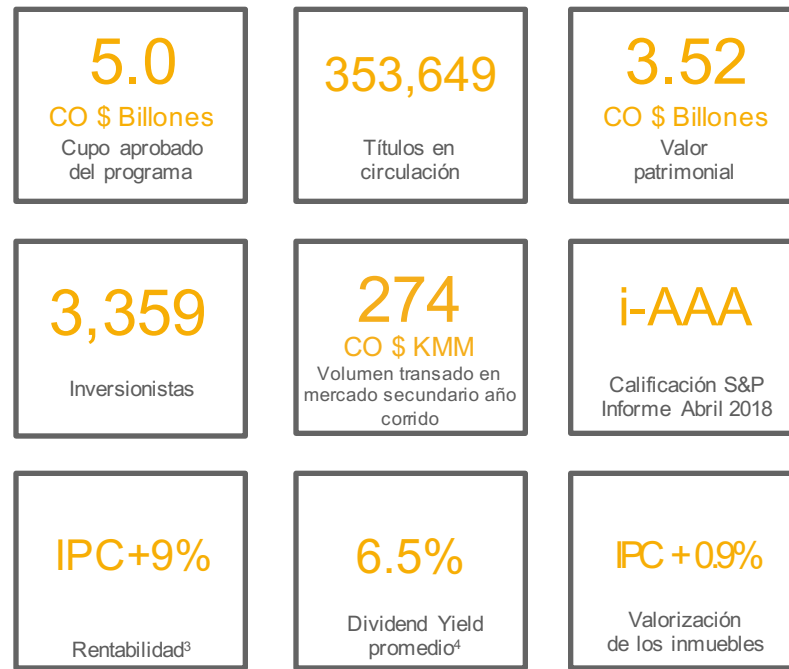 5.0
CO $ Billones
Cupo aprobado
del programa
353,649
Títulos en
circulación
3.52
CO $ Billones
Valor
patrimonial
3,359
Inversionistas
274
CO $ KMM
Volumen transado en
mercado secundario año
corrido
i-AAA
Calificación S&P
Informe Abril 2018
IPC+9%
Rentabilidad³
6.5%
Dividend Yield
promedio⁴
IPC + 0.9%
Valorización
de los inmuebles